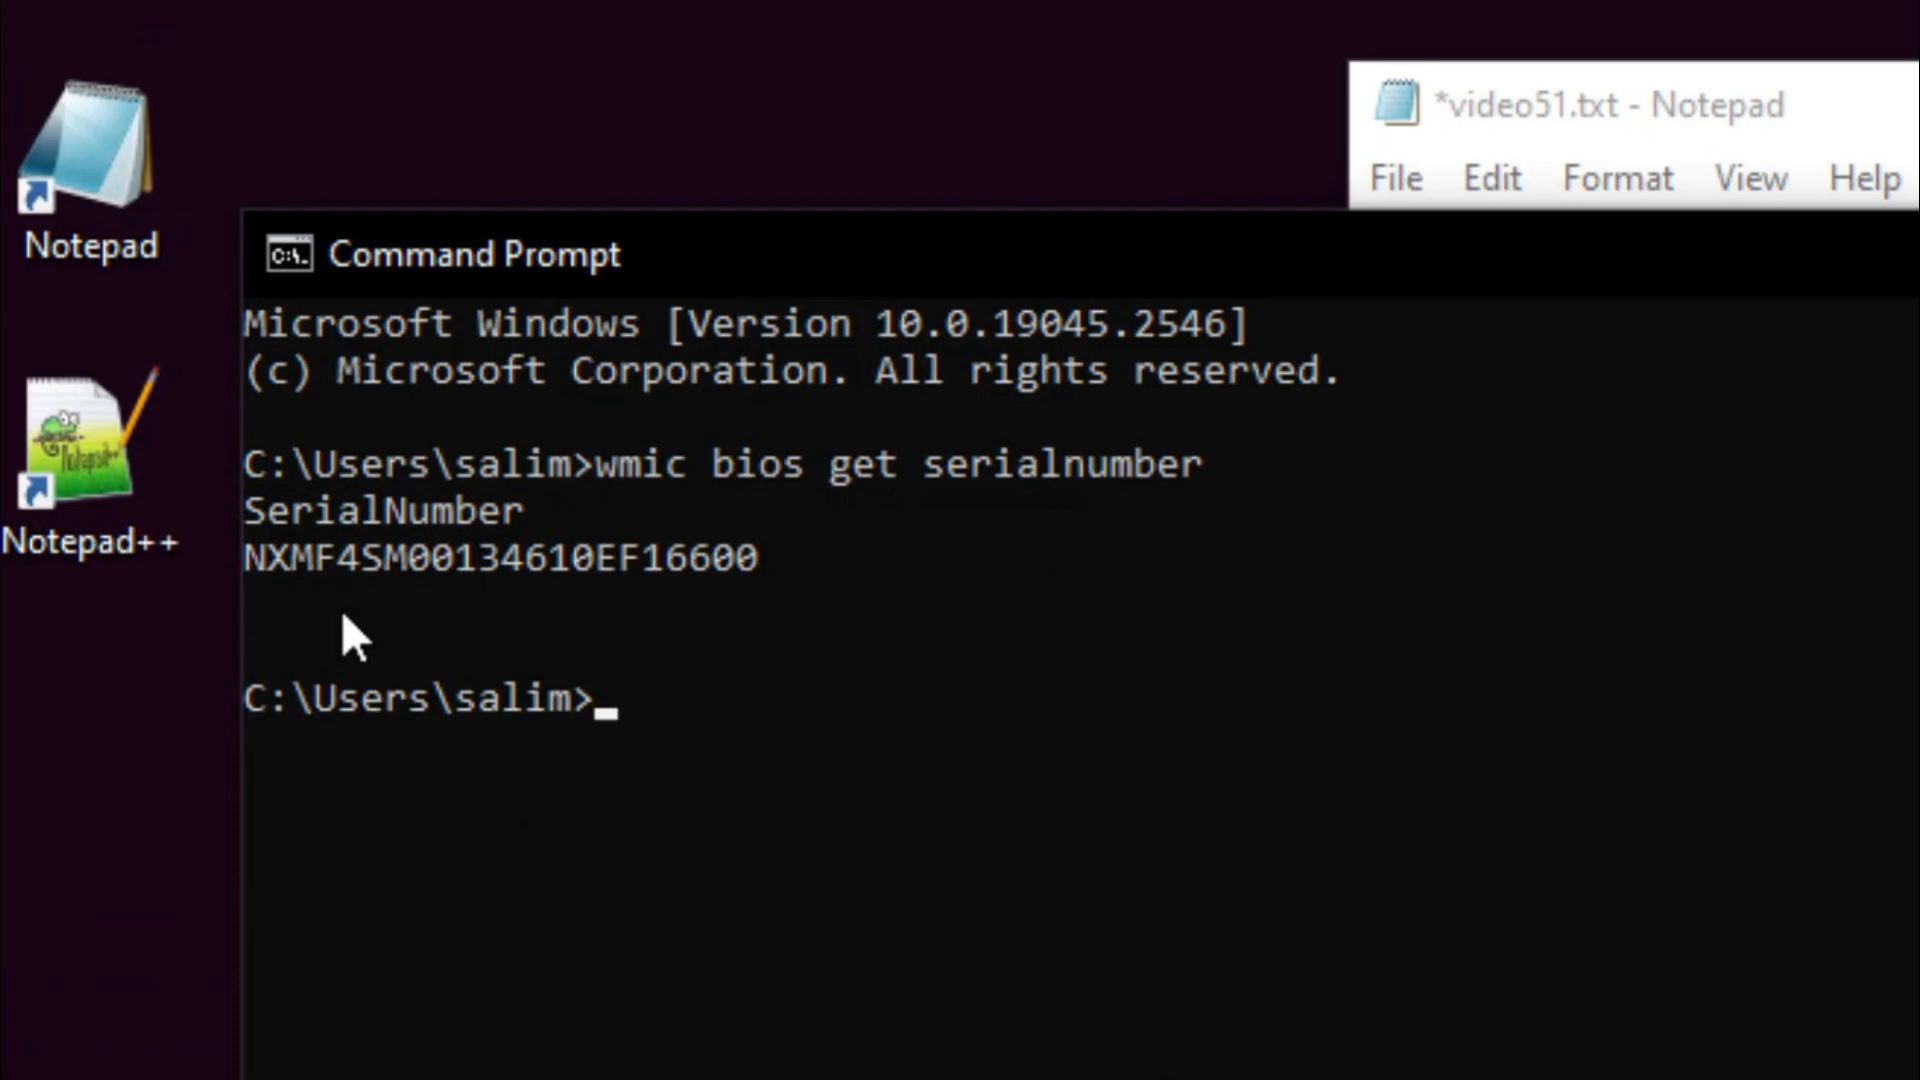 *video51.txt - Notepad
File Edit Format View Help
Notepad
Notepad++
Command Prompt
Microsoft Windows [Version 10.0.19045.2546]
(c) Microsoft Corporation. All rights reserved.
C:\Users\salim>wmic bios get serialnumber
SerialNumber
NXMF4SM00134610EF16600
C:\Users\salim>